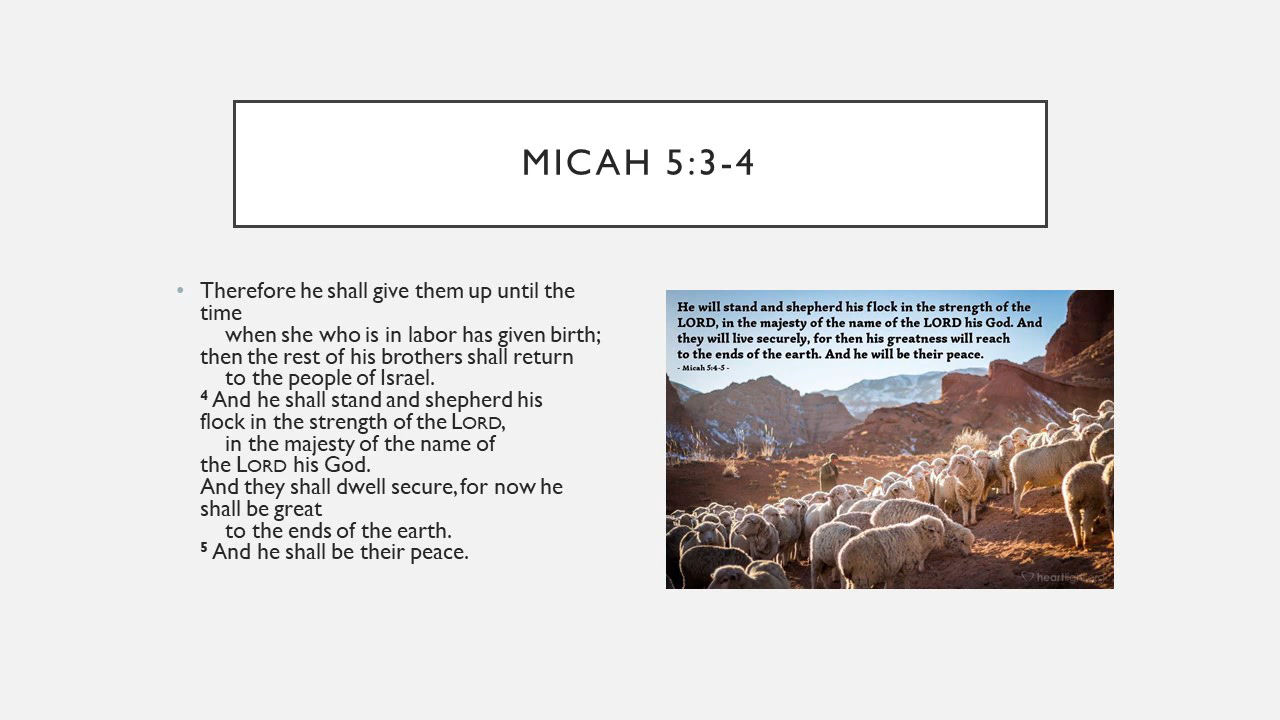 MICAH 5:3-4
• Therefore he shall give them up until the
time
when she who is in labor has given birth;
then the rest of his brothers shall return
to the people of Israel.
4 And he shall stand and shepherd his
flock in the strength of the LORD,
in the majesty of the name of
the LORD his God.
And they shall dwell secure, for now he
shall be great
to the ends of the earth.
5 And he shall be their peace.
He will stand and shepherd his flock in the strength of the
LORD, in the majesty of the name of the LORD his God. And
they will live securely, for then his greatness will reach
to the ends of the earth. And he will be their peace.
- Micah 5:4-5 -